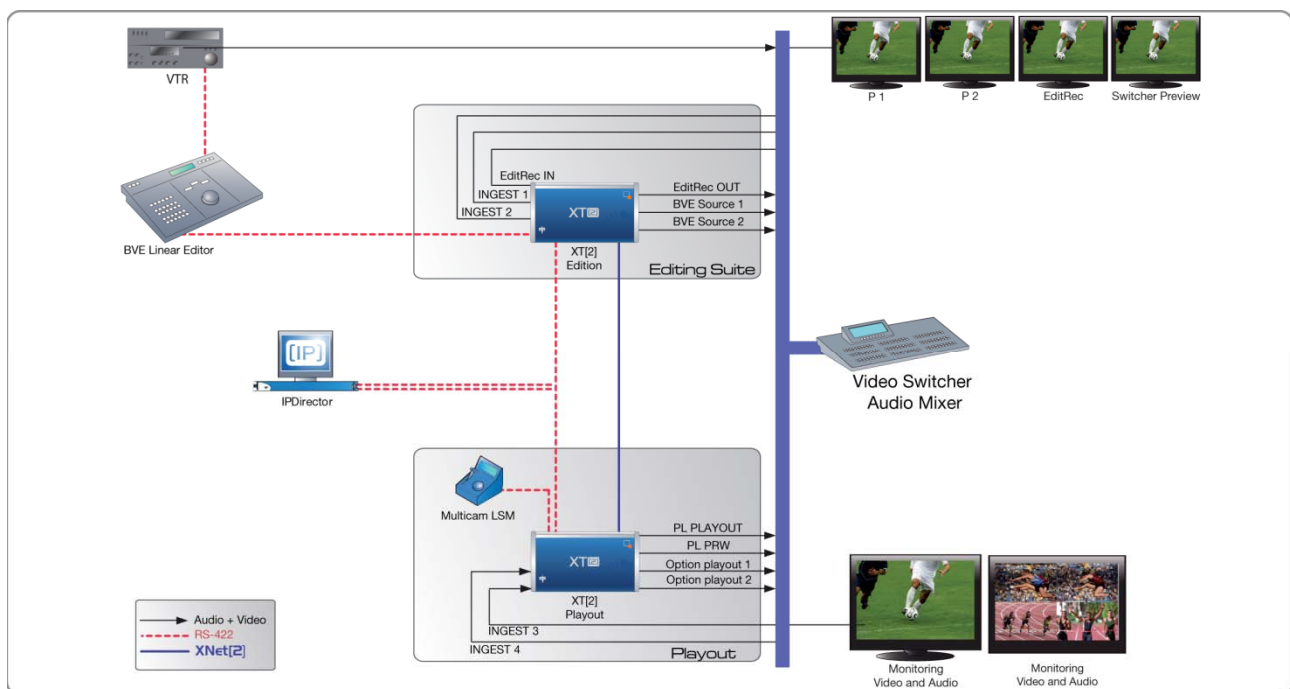 VTR
P 1
P 2
EditRec
Switcher Preview
EditRec IN
INGEST 1
INGEST 2
XT[2]
EditRec OUT
BVE Source 1
BVE Source 2
XT[2]
Edition
Editing Suite
BVE Linear Editor
[IP]
IPDirector
Video Switcher
Audio Mixer
Multicam LSM
XT[2]
PL PLAYOUT
PL PRW
Option playout 1
Option playout 2
XT[2]
Playout
INGEST 3
INGEST 4
Playout
Monitoring
Video and Audio
Monitoring
Video and Audio
Audio + Video
RS-422
XNet[2]